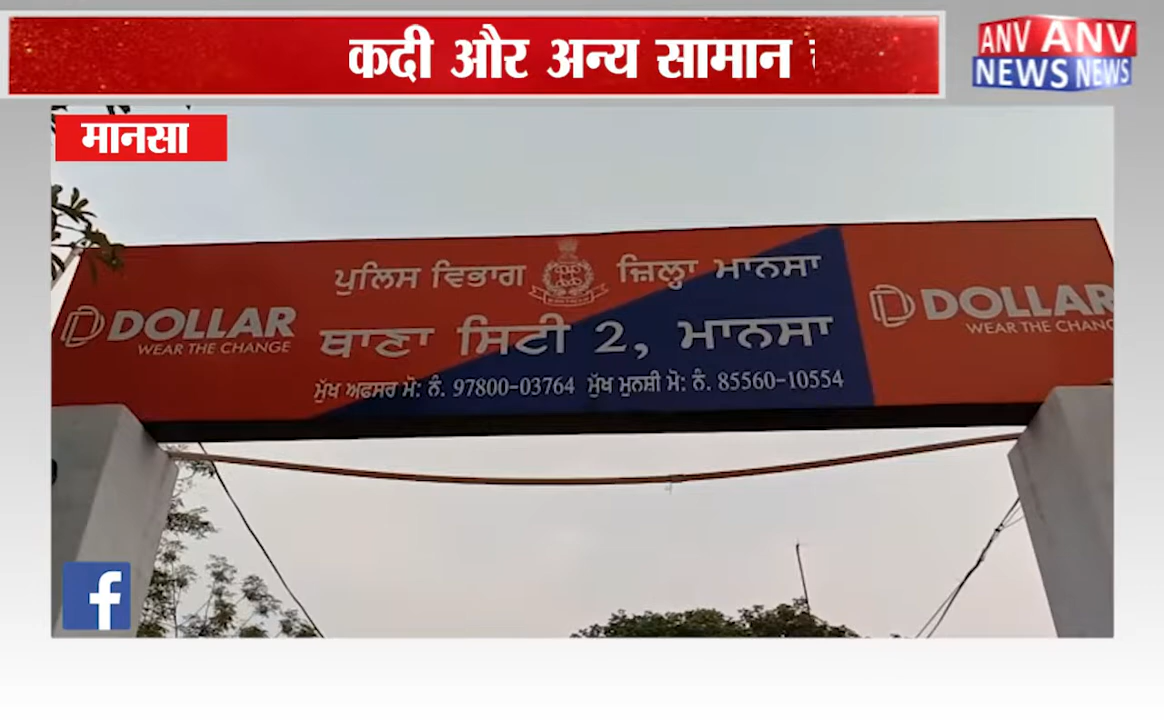 कदी और अन्य सामान
ANV ANV
NEWS NEWS
मानसा
ਪੁਲਿਸ ਵਿਭਾਗ ਜ਼ਿਲ੍ਹਾ ਮਾਨਸਾ
DOLLAR
WEAR THE CHANGE
ਥਾਣਾ ਸਿਟੀ 2, ਮਾਨਸਾ
ਮੁੱਖ ਅਫਸਰ ਮੋ: ਨੰ. 97800-03764 ਮੁੱਖ ਮੁਨਸ਼ੀ ਮੋ: ਨੰ. 85560-10554
DOLLAR
WEAR THE CHANG
f